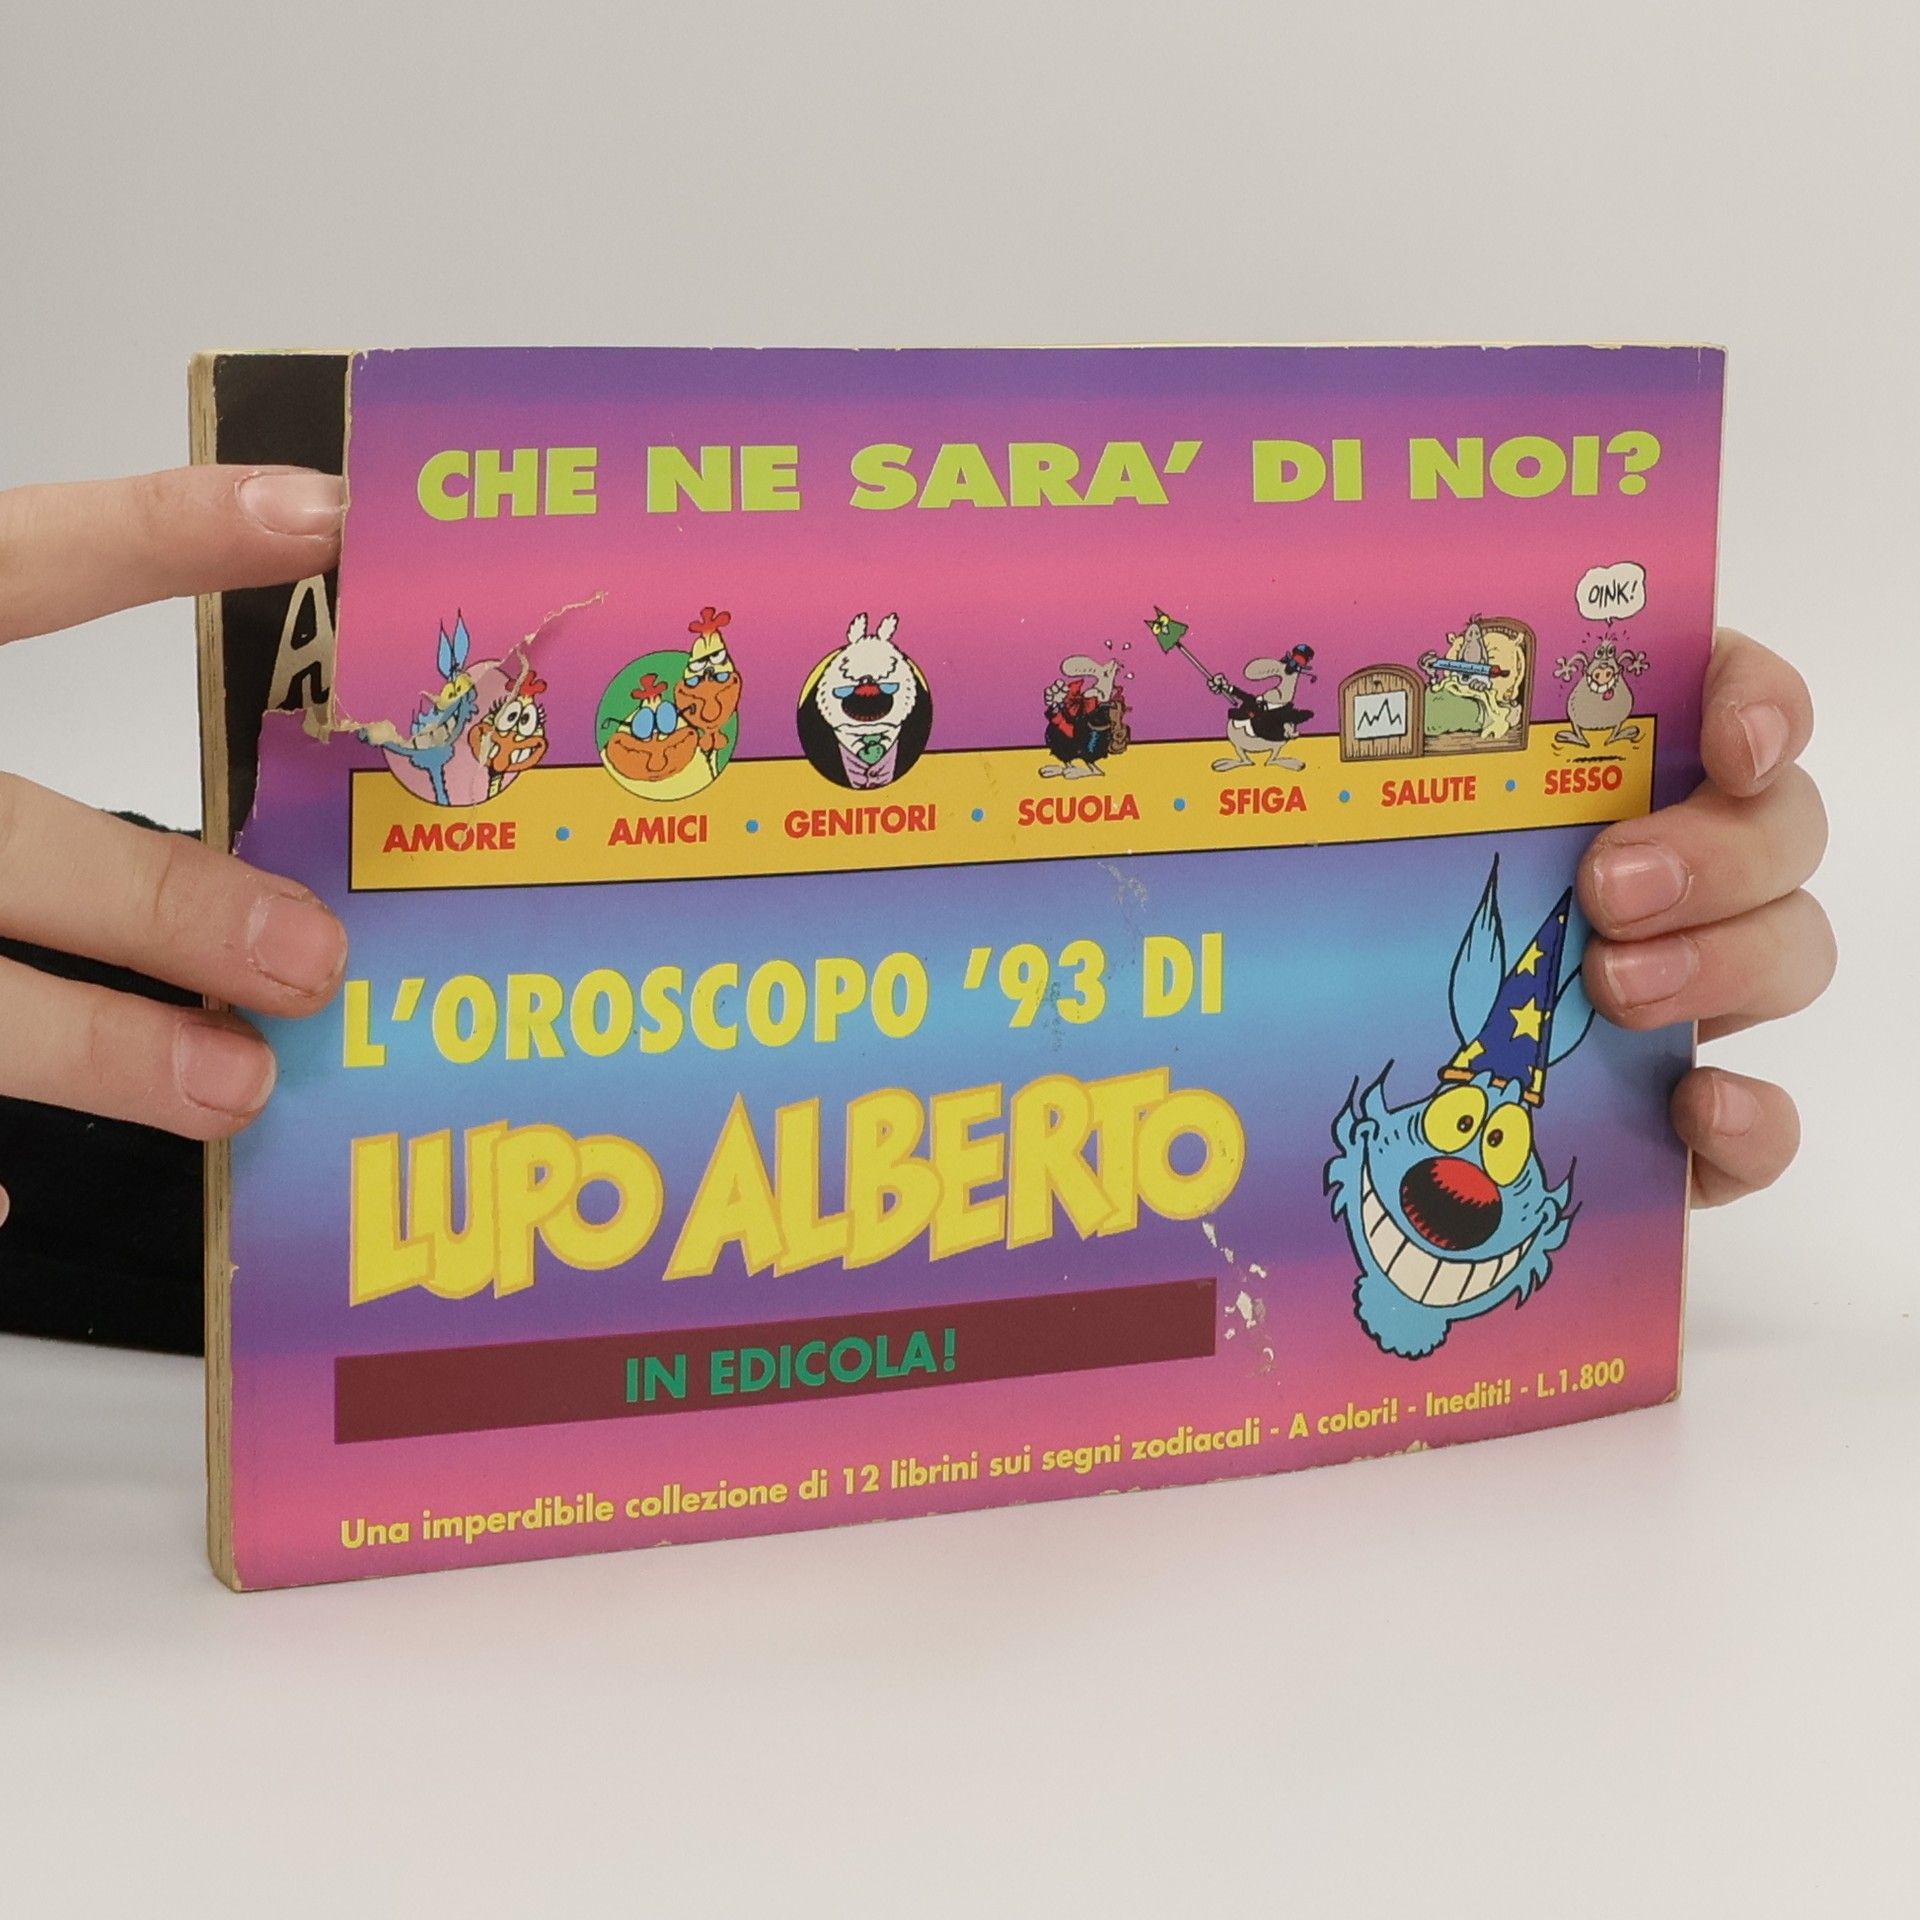 CHE NE SARA' DI NOI?
OINK!
AMORE • AMICI • GENITORI • SCUOLA • SFIGA • SALUTE • SESSO
L'OROSCOPO '93 DI
LUPO ALBERTO
IN EDICOLA!
Una imperdibile collezione di 12 librini sui segni zodiacali - A colori! - Inediti! - L.1.800